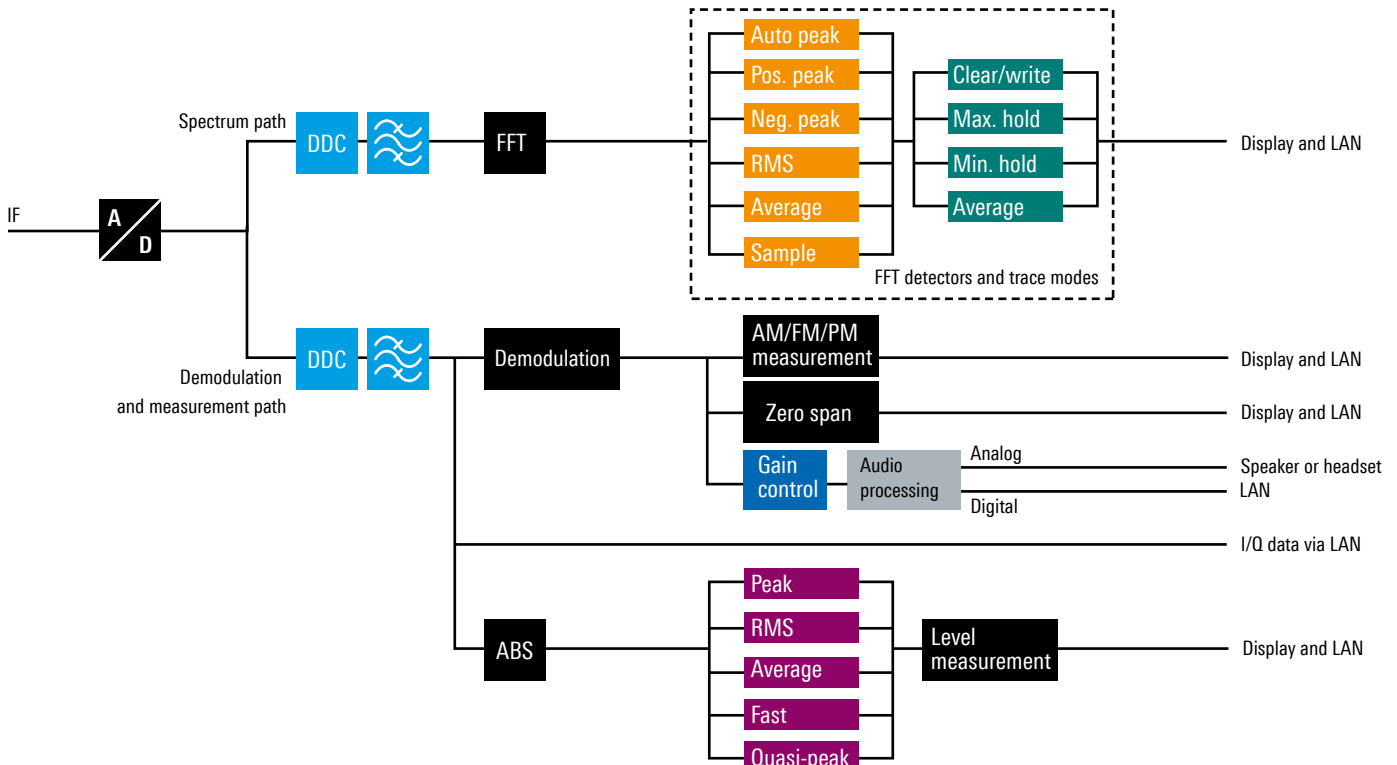 Auto peak
Pos. peak
Neg. peak
RMS
Average
Sample
Clear/write
Max. hold
Min. hold
Average
FFT detectors and trace modes
Spectrum path
DDC
FFT
Display and LAN
IF
A
D
DDC
Demodulation
and measurement path
Demodulation
AM/FM/PM
measurement
Display and LAN
Zero span
Display and LAN
Gain
control
Audio
processing
Analog
Speaker or headset
Digital
LAN
I/Q data via LAN
ABS
Peak
RMS
Average
Fast
Quasi-peak
Level
measurement
Display and LAN